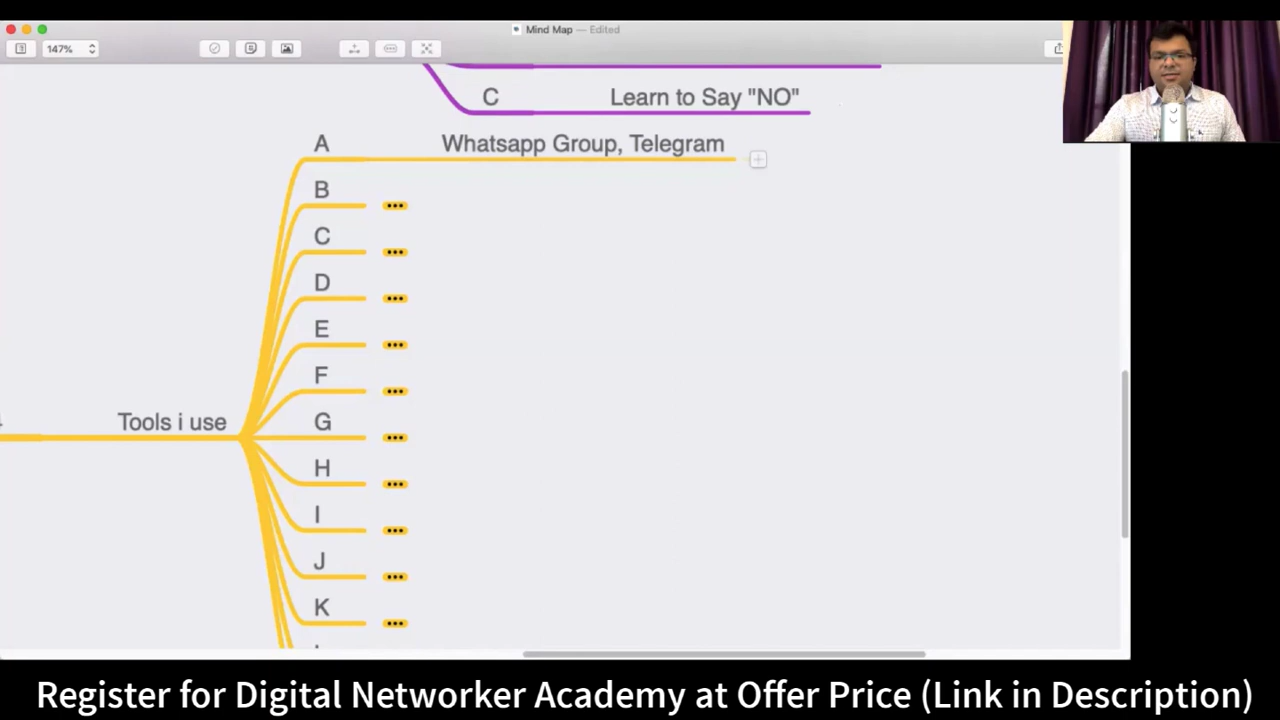 Mind Map — Edited
147%
C Learn to Say "NO"
A Whatsapp Group, Telegram
B
C
D
E
F
Tools i use
G
H
I
J
K
Register for Digital Networker Academy at Offer Price (Link in Description)